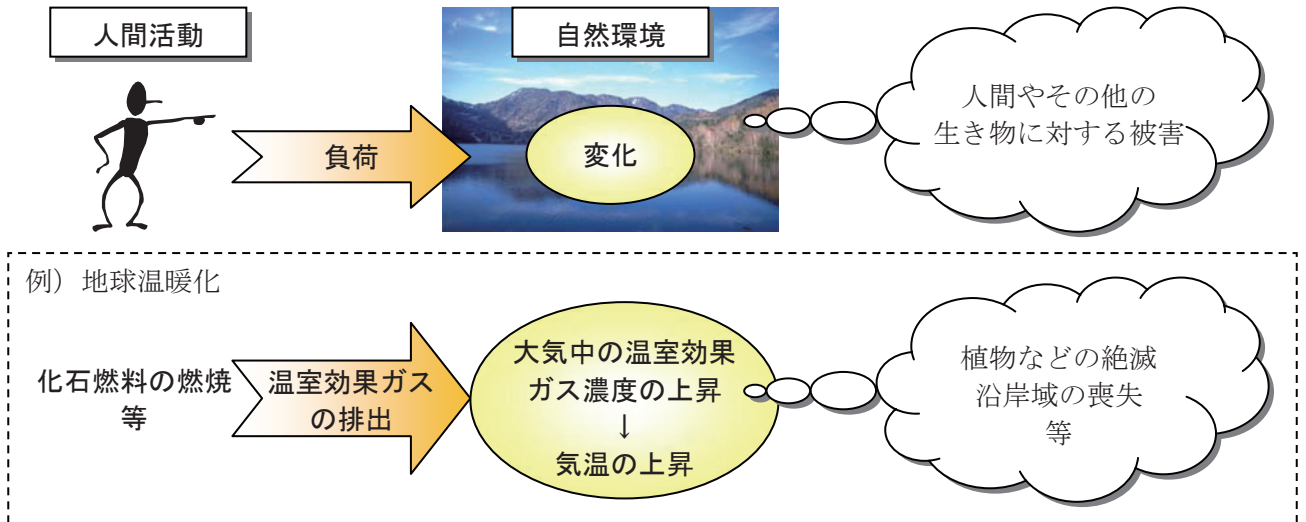 人間活動
自然環境
負荷
変化
人間やその他の
生き物に対する被害
例）地球温暖化
化石燃料の燃焼
等
温室効果ガス
の排出
大気中の温室効果
ガス濃度の上昇
↓
気温の上昇
植物などの絶滅
沿岸域の喪失
等